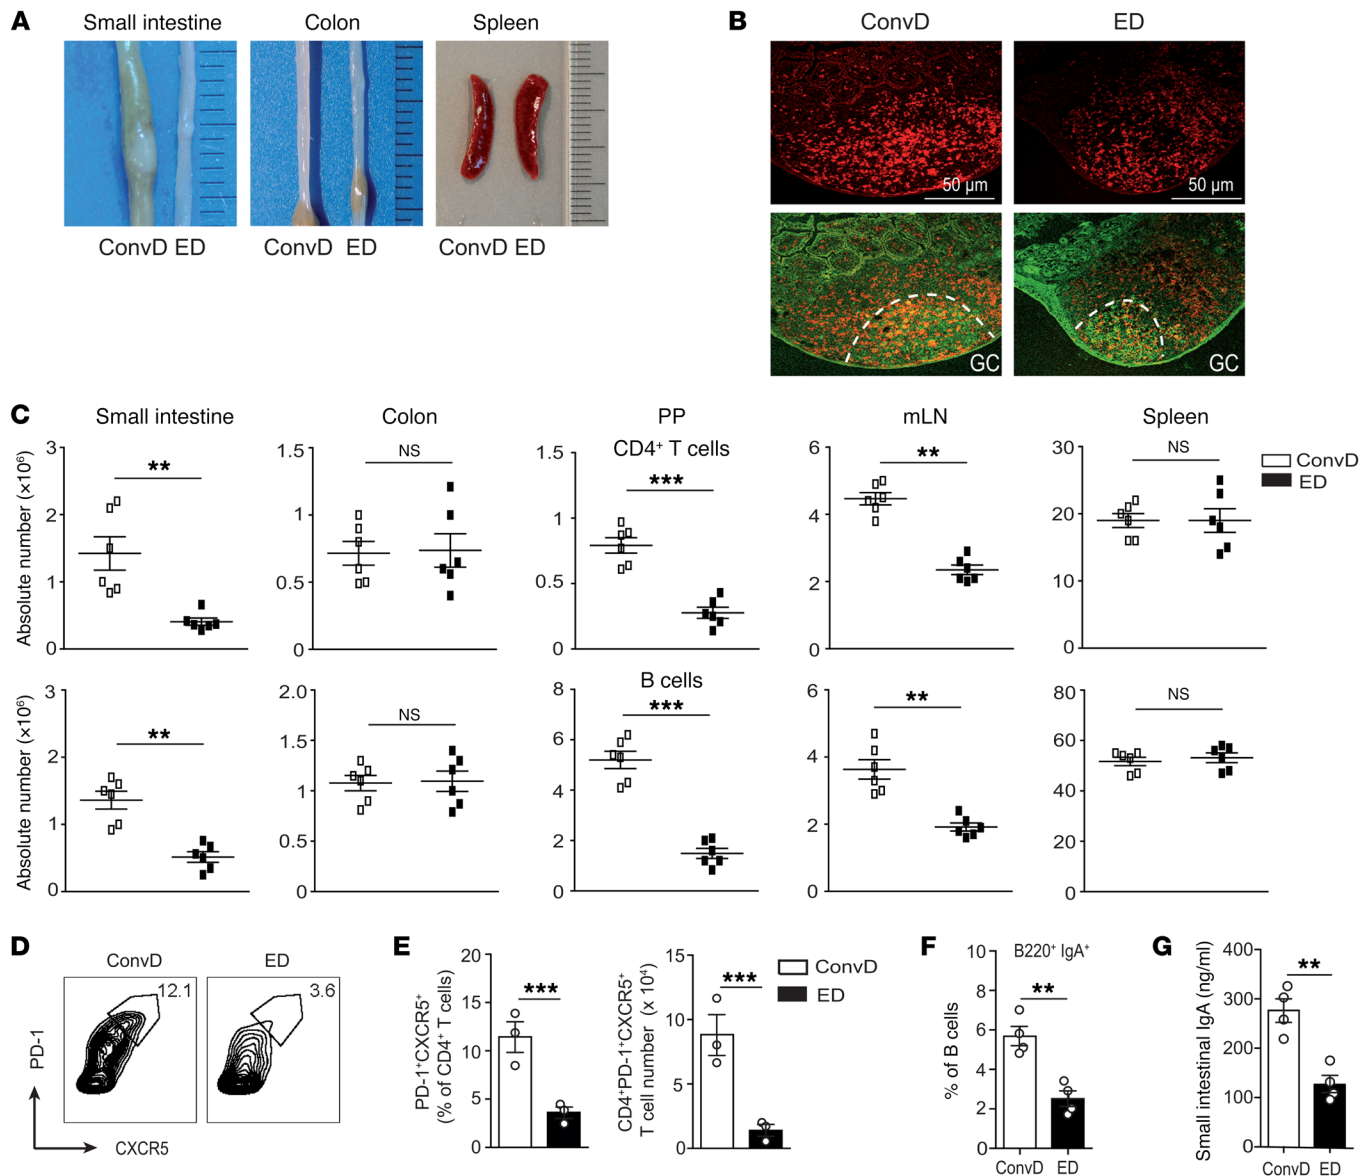 A
Small intestine
Colon
Spleen
ConvD ED
ConvD ED
ConvD ED
B
ConvD
ED
50 µm
50 µm
GC
GC
C
Small intestine
Colon
PP
mLN
Spleen
CD4⁺ T cells
ConvD
ED
Absolute number (×10⁶)
3
2
1
0
**
1.5
1.0
0.5
0
NS
1.5
1
0.5
0
***
6
4
2
0
**
30
20
10
0
NS
B cells
Absolute number (×10⁶)
3
2
1
0
**
2.0
1.5
1.0
0.5
0
NS
8
6
4
2
0
***
6
4
2
0
**
80
60
40
20
0
NS
D
ConvD
ED
12.1
3.6
PD-1
CXCR5
E
PD-1⁺CXCR5⁺
(% of CD4⁺ T cells)
20
15
10
5
0
***
CD4⁺PD-1⁺CXCR5⁺
T cell number (x 10⁴)
15
10
5
0
***
ConvD
ED
F
B220⁺ IgA⁺
% of B cells
10
8
6
4
2
0
**
ConvD ED
G
Small intestinal IgA (ng/ml)
400
300
200
100
0
**
ConvD ED